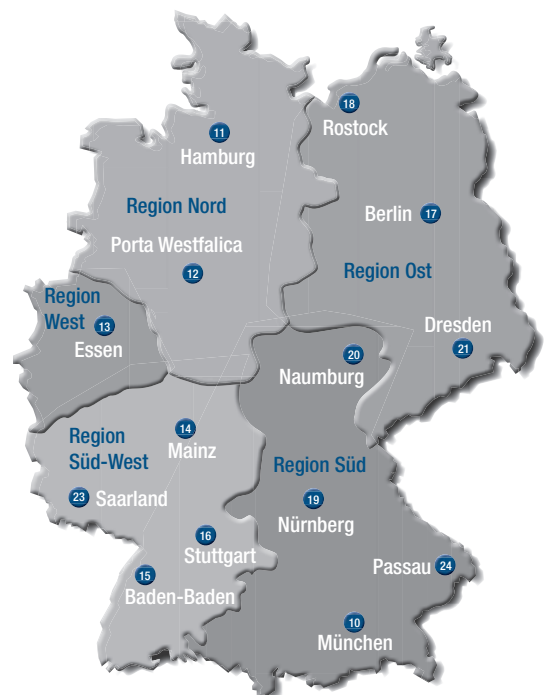 18
Rostock
11
Hamburg
Region Nord
Berlin 17
Porta Westfalica
12
Region Ost
Region
West
13
Essen
Dresden
21
20
Naumburg
14
Mainz
Region
Süd-West
Region Süd
23 Saarland
19
Nürnberg
16
Stuttgart
Passau 24
15
Baden-Baden
10
München